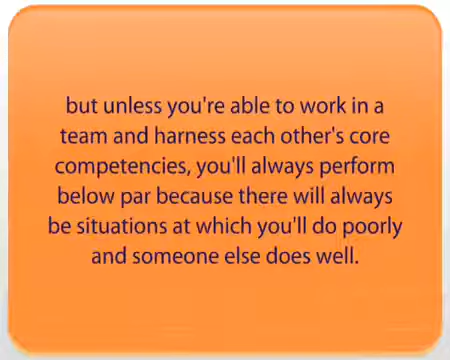 but unless you're able to work in a
team and harness each other's core
competencies, you'll always perform
below par because there will always
be situations at which you'll do poorly
and someone else does well.